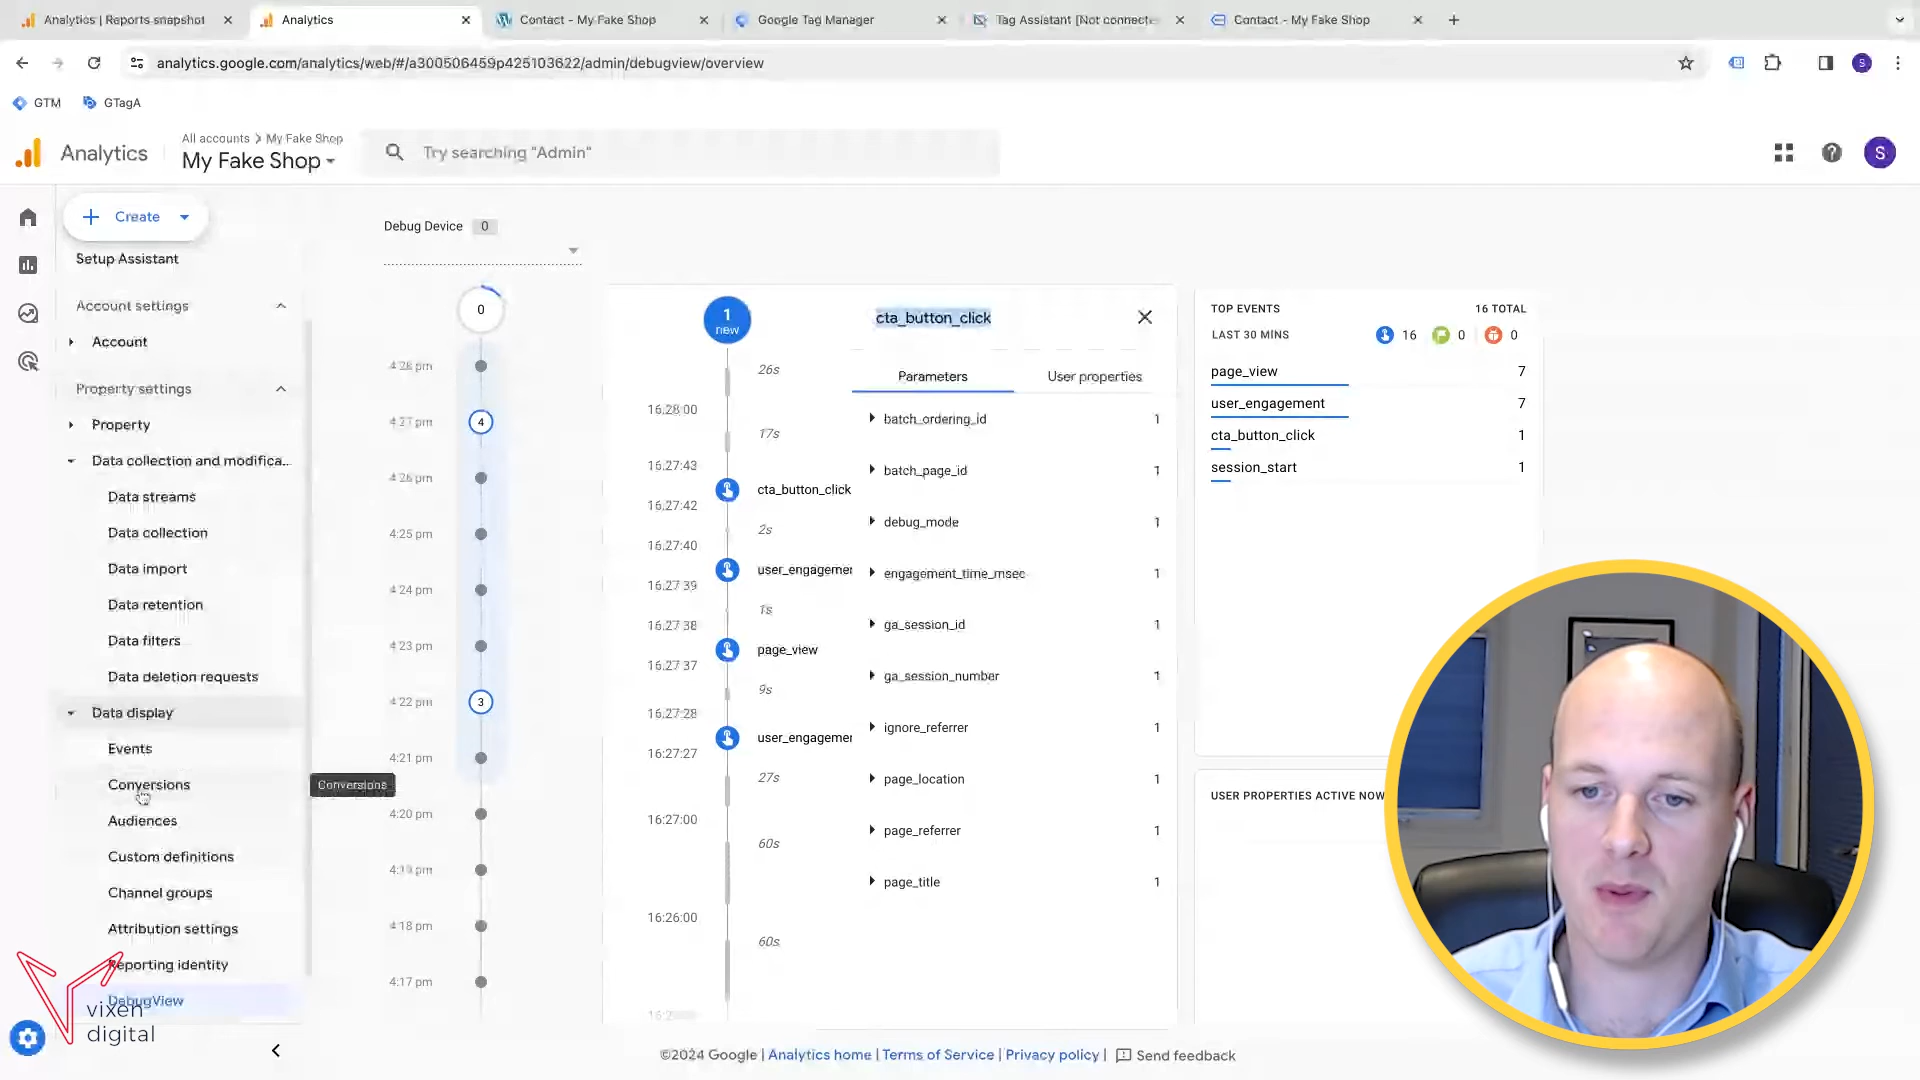 Analytics | Reports snapshot
Analytics
Contact - My Fake Shop
Google Tag Manager
Tag Assistant [Not connecte
Contact - My Fake Shop
analytics.google.com/analytics/web/#/a300506459p425103622/admin/debugview/overview
S
GTM
GTagA
Analytics
All accounts > My Fake Shop
My Fake Shop
Try searching "Admin"
S
Create
Setup Assistant
Account settings
Account
Property settings
Property
Data collection and modifica...
Data streams
Data collection
Data import
Data retention
Data filters
Data deletion requests
Data display
Events
Conversions
Conversions
Audiences
Custom definitions
Channel groups
Attribution settings
Reporting identity
DebugView
vixen
digital
Debug Device 0
0
4:28 pm
4:27 pm 4
4:26 pm
4:25 pm
4:24 pm
4:23 pm
4:22 pm 3
4:21 pm
4:20 pm
4:19 pm
4:18 pm
4:17 pm
1
new
26s
16:28:00
17s
16:27:43
cta_button_click
16:27:42
2s
16:27:40
user_engagemen
16:27:39
1s
16:27:38
page_view
16:27:37
9s
16:27:28
user_engagemen
16:27:27
27s
16:27:00
60s
16:26:00
60s
cta_button_click
Parameters
User properties
batch_ordering_id 1
batch_page_id 1
debug_mode 1
engagement_time_msec 1
ga_session_id 1
ga_session_number 1
ignore_referrer 1
page_location 1
page_referrer 1
page_title 1
TOP EVENTS 16 TOTAL
LAST 30 MINS 16 0 0
page_view 7
user_engagement 7
cta_button_click 1
session_start 1
USER PROPERTIES ACTIVE NOW
©2024 Google | Analytics home | Terms of Service | Privacy policy | Send feedback